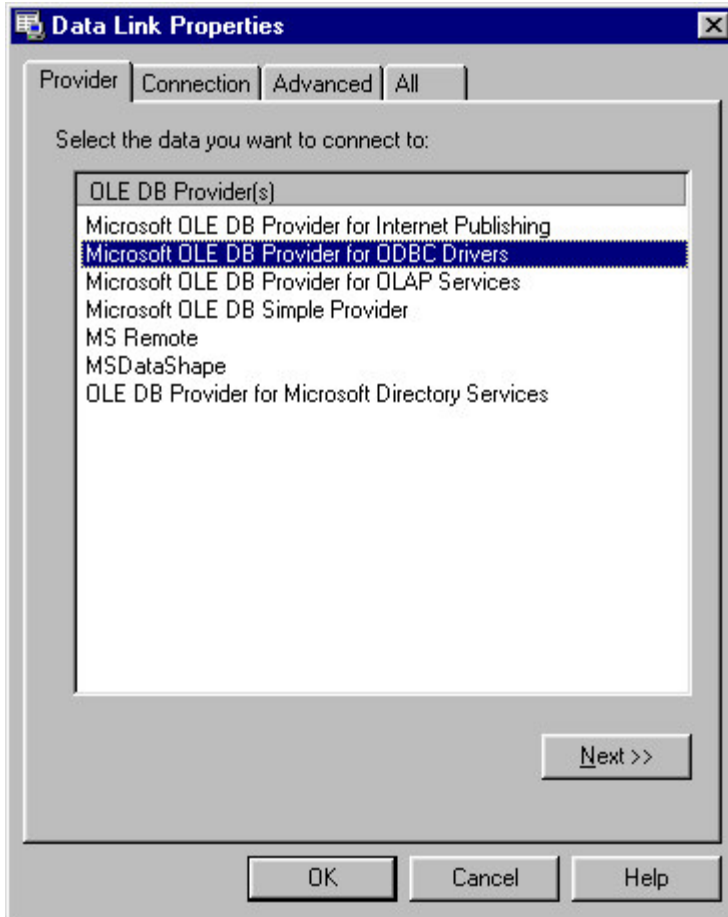 Data Link Properties
Provider Connection Advanced All
Select the data you want to connect to:
OLE DB Provider(s)
Microsoft OLE DB Provider for Internet Publishing
Microsoft OLE DB Provider for ODBC Drivers
Microsoft OLE DB Provider for OLAP Services
Microsoft OLE DB Simple Provider
MS Remote
MSDataShape
OLE DB Provider for Microsoft Directory Services
Next >>
OK Cancel Help